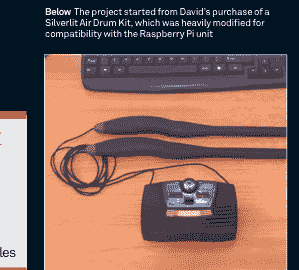 Below The project started from David's purchase of a
Silverlit Air Drum Kit, which was heavily modified for
compatibility with the Raspberry Pi unit
les